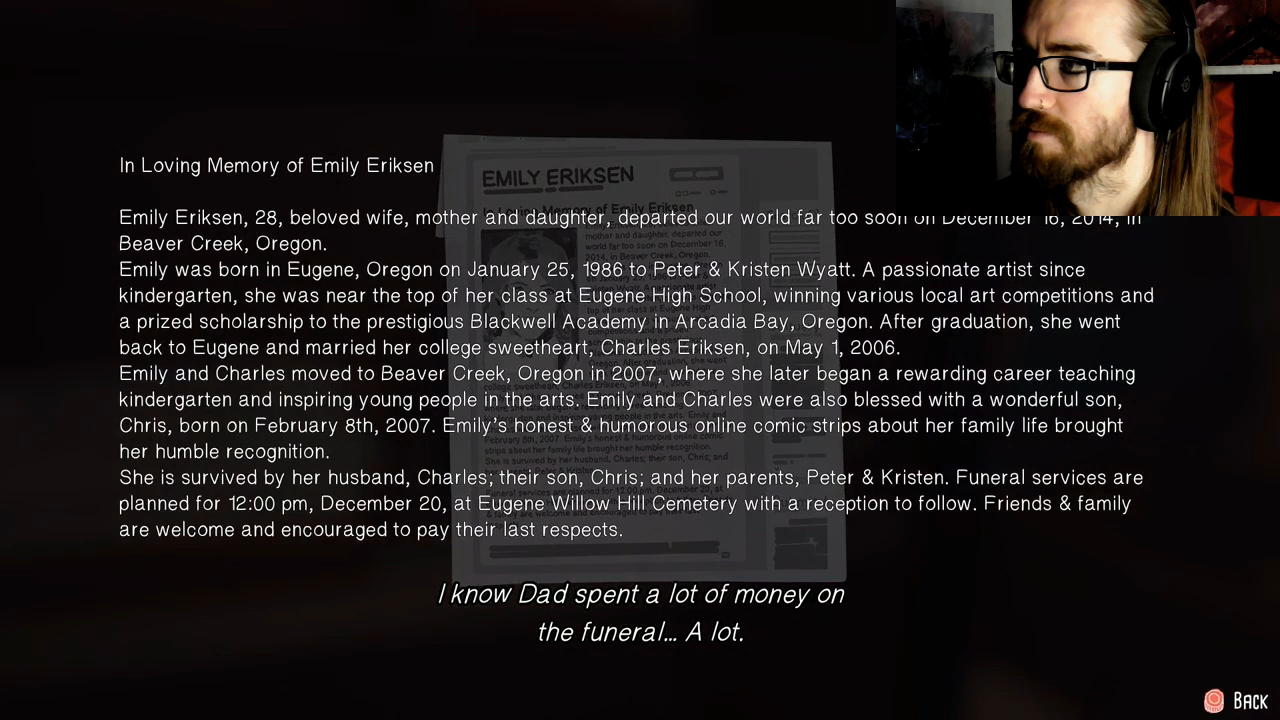 In Loving Memory of Emily Eriksen
EMILY ERIKSEN
Emily Eriksen, 28, beloved wife, mother and daughter, departed our world far too soon on December 16, 2014, in
Beaver Creek, Oregon.
Emily was born in Eugene, Oregon on January 25, 1986 to Peter & Kristen Wyatt. A passionate artist since
kindergarten, she was near the top of her class at Eugene High School, winning various local art competitions and
a prized scholarship to the prestigious Blackwell Academy in Arcadia Bay, Oregon. After graduation, she went
back to Eugene and married her college sweetheart, Charles Eriksen, on May 1, 2006.
Emily and Charles moved to Beaver Creek, Oregon in 2007, where she later began a rewarding career teaching
kindergarten and inspiring young people in the arts. Emily and Charles were also blessed with a wonderful son,
Chris, born on February 8th, 2007. Emily's honest & humorous online comic strips about her family life brought
her humble recognition.
She is survived by her husband, Charles; their son, Chris; and her parents, Peter & Kristen. Funeral services are
planned for 12:00 pm, December 20, at Eugene Willow Hill Cemetery with a reception to follow. Friends & family
are welcome and encouraged to pay their last respects.
I know Dad spent a lot of money on
the funeral... A lot.
BACK